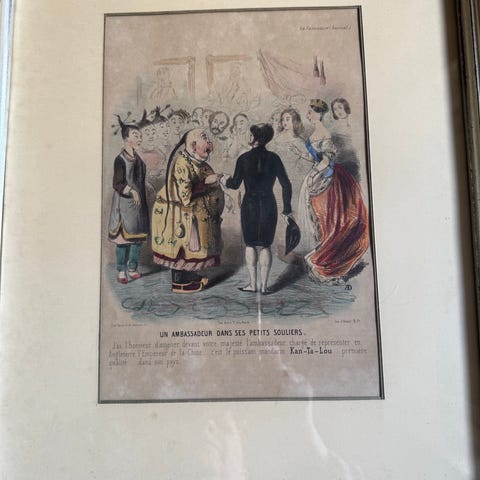 UN AMBASSADEUR DANS SES PETITS SOULIERS.
J'ai l'honneur d'amener devant votre majesté l'ambassadeur chargé de représenter en
Angleterre l'Empereur de la Chine c'est le puissant mandarin Kan-Ta-Lou première
qualité dans son pays.